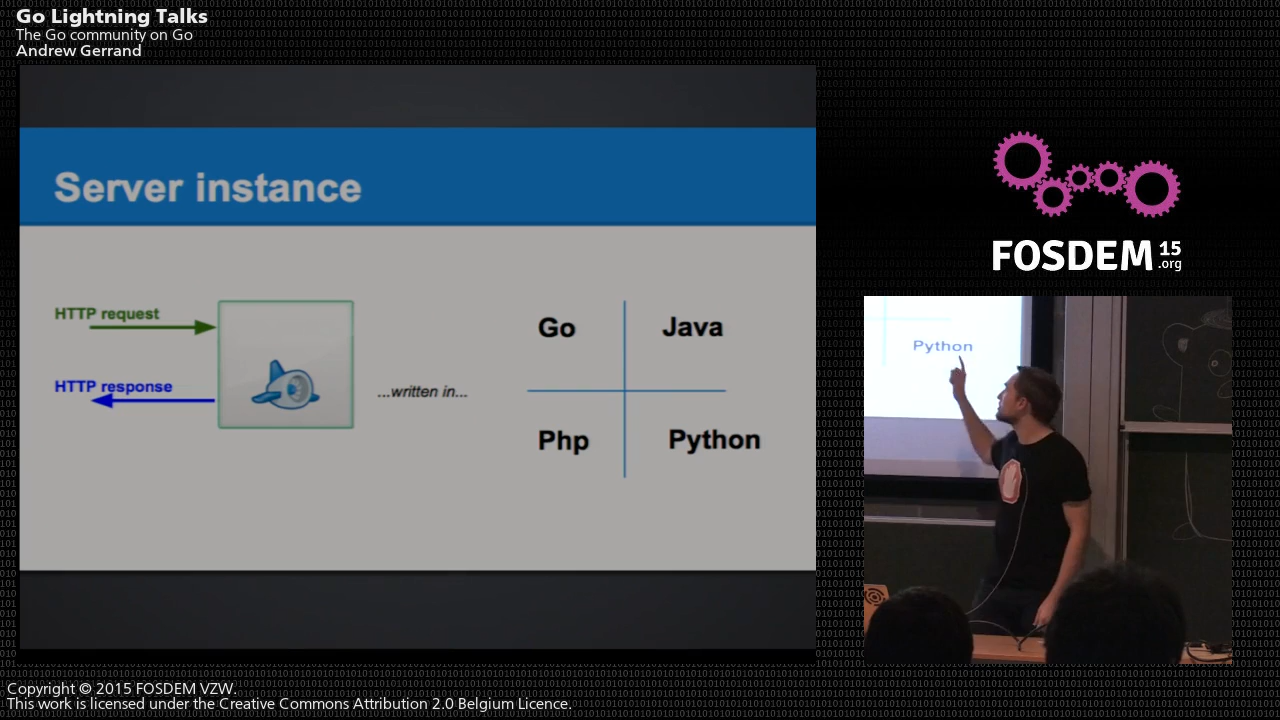 Go Lightning Talks
The Go community on Go
Andrew Gerrand
Server instance
HTTP request
HTTP response
...written in...
Go
Java
Php
Python
FOSDEM 15
.org
Python
Copyright © 2015 FOSDEM VZW.
This work is licensed under the Creative Commons Attribution 2.0 Belgium Licence.